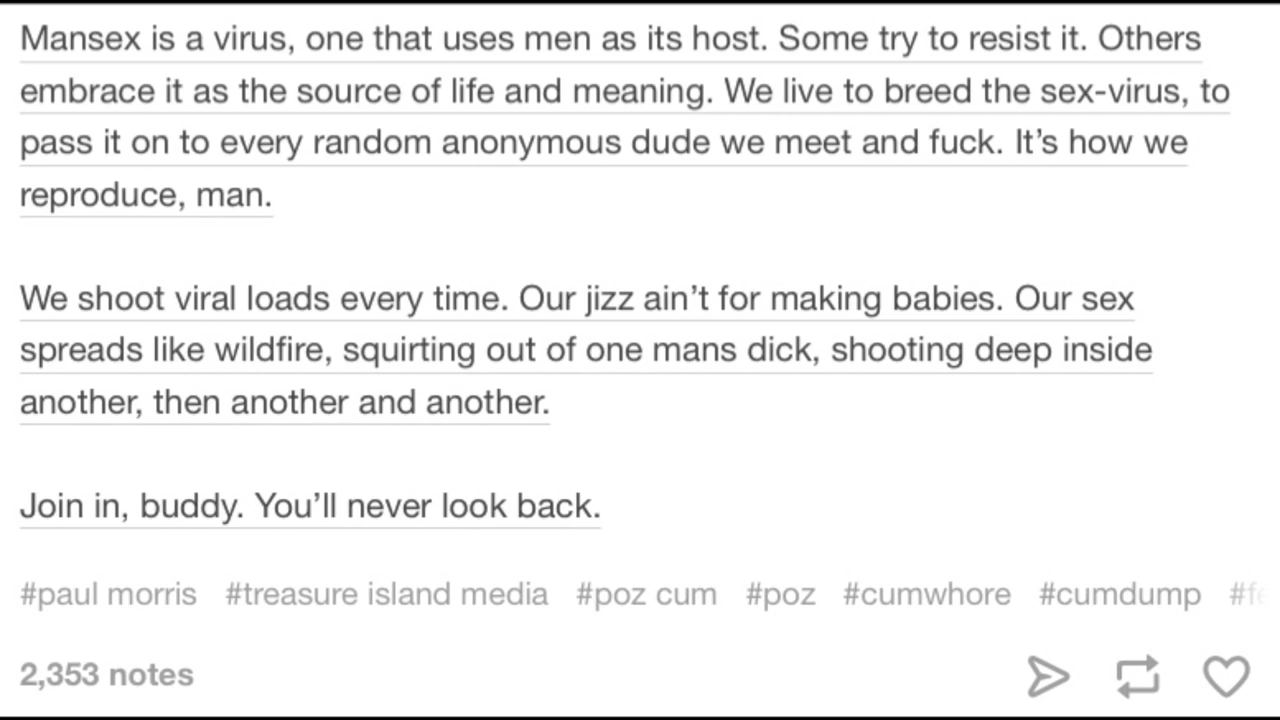 Mansex is a virus, one that uses men as its host. Some try to resist it. Others
embrace it as the source of life and meaning. We live to breed the sex-virus, to
pass it on to every random anonymous dude we meet and fuck. It’s how we
reproduce, man.
We shoot viral loads every time. Our jizz ain’t for making babies. Our sex
spreads like wildfire, squirting out of one mans dick, shooting deep inside
another, then another and another.
Join in, buddy. You’ll never look back.
#paul morris #treasure island media #poz cum #poz #cumwhore #cumdump
2,353 notes